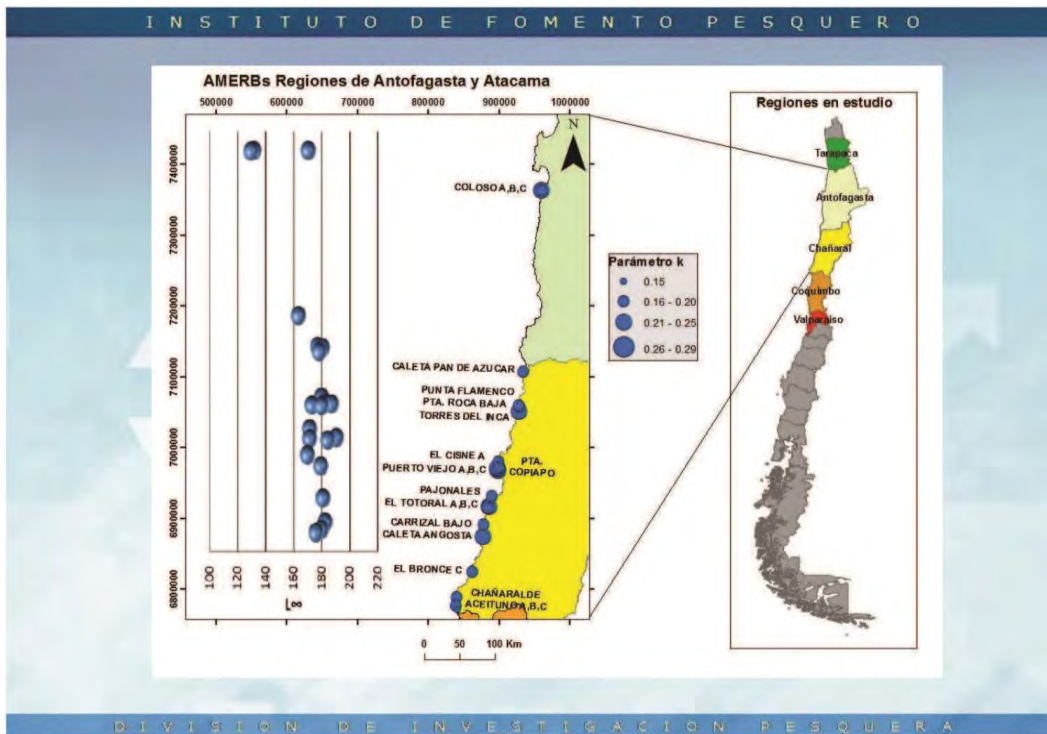 INSTITUTO DE FOMENTO PESQUERO
AMERBs Regiones de Antofagasta y Atacama
500000 600000 700000 800000 900000 1000000
7400000
7300000
7200000
7100000
7000000
6900000
6800000
N
COLOSO A,B,C
CALETA PAN DE AZUCAR
PUNTA FLAMENCO
PTA. ROCA BAJA
TORRES DEL INCA
EL CISNE A
PUERTO VIEJO A,B,C
PTA. COPIAPO
PAJONALES
EL TOTORAL A,B,C
CARRIZAL BAJO
CALETA ANGOSTA
EL BRONCE C
CHAÑARAL DE
ACEITUNO A,B,C
100 120 140 160 180 200 220
L∞
0 50 100 Km
Parámetro k
0.15
0.16 - 0.20
0.21 - 0.25
0.26 - 0.29
Regiones en estudio
Tarapaca
Antofagasta
Chañaral
Coquimbo
Valparaiso
DIVISION DE INVESTIGACION PESQUERA